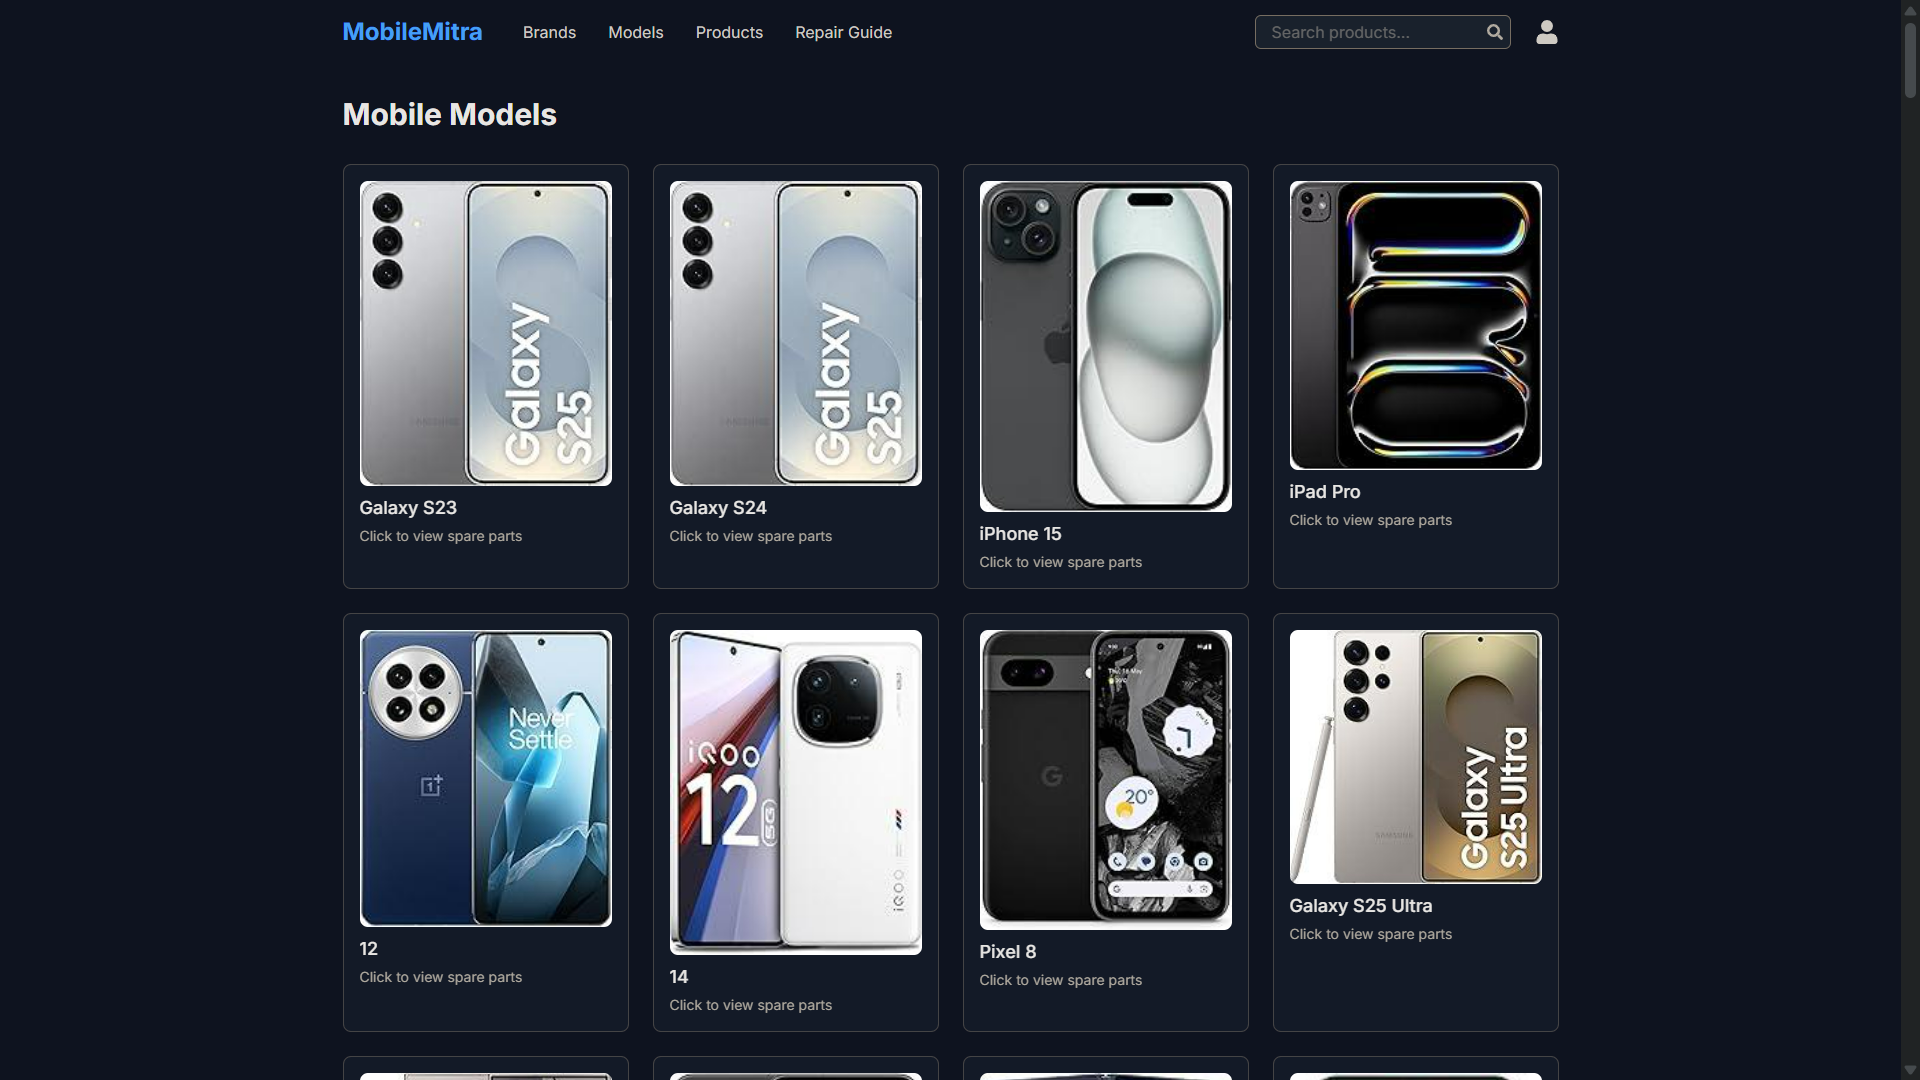 MobileMitra
Brands
Models
Products
Repair Guide
Search products...
Mobile Models
Galaxy
S25
SAMSUNG
Galaxy S23
Click to view spare parts
Galaxy
S25
SAMSUNG
Galaxy S24
Click to view spare parts
iPhone 15
Click to view spare parts
iPad Pro
Click to view spare parts
Never
Settle
12
Click to view spare parts
iQOO
12
5G
iQOO
14
Click to view spare parts
G
20°
G
Pixel 8
Click to view spare parts
SAMSUNG
Galaxy
S25 Ultra
Galaxy S25 Ultra
Click to view spare parts